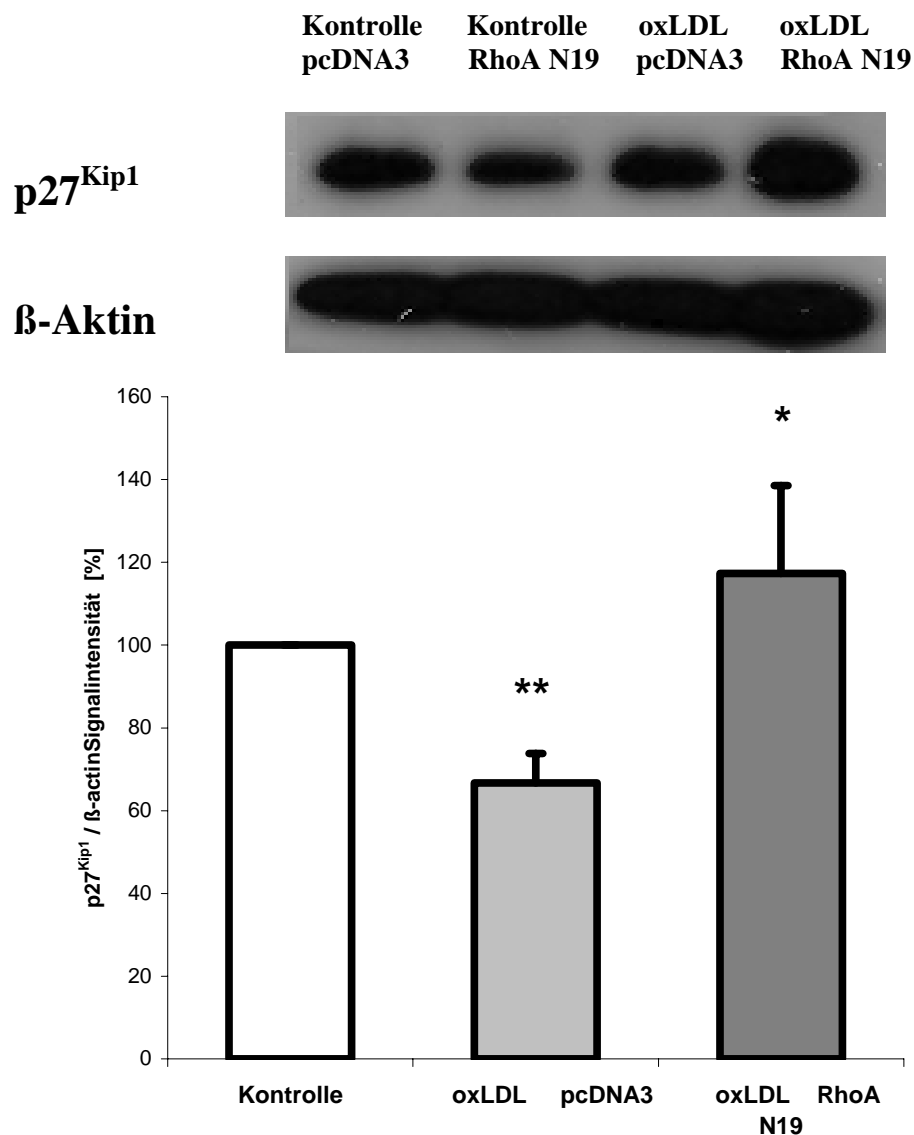 Kontrolle Kontrolle oxLDL oxLDL
pcDNA3 RhoA N19 pcDNA3 RhoA N19
p27Kip1
ß-Aktin
160
140
120
100
80
60
40
20
0
p27Kip1 / ß-actinSignalintensität [%]
*
**
Kontrolle oxLDL pcDNA3 oxLDL RhoA
N19